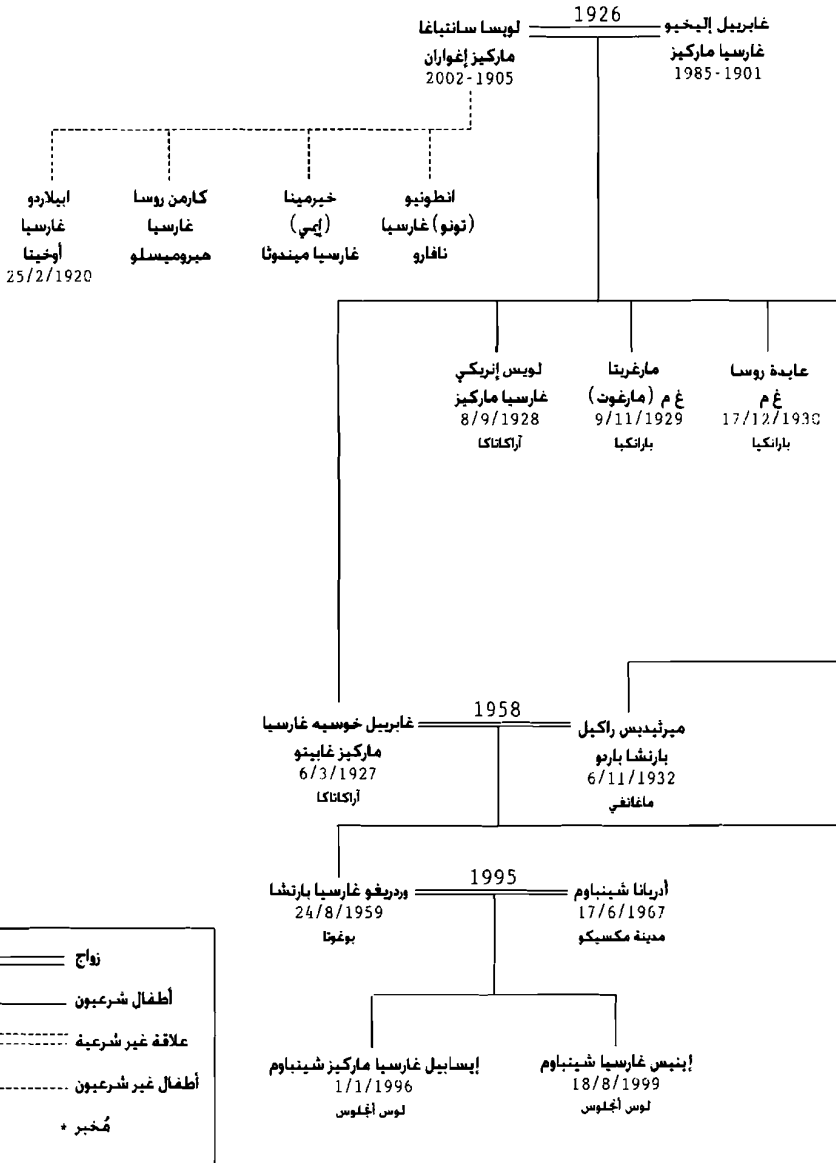 1926
غابرييل إليخيو
غارسيا ماركيز
1985-1901
لويسا سانتياغا
ماركيز إغواران
2002-1905
انطونيو
(تونو) غارسيا
نافارو
خيرمينا
(إيمي)
غارسيا ميندوثا
كارمن روسا
غارسيا
هيروميسلو
ابيلاردو
غارسيا
أوخيتا
25/2/1920
عايدة روسا
غ م
17/12/1930
بارانكيا
مارغريتا
غ م (مارغوت)
9/11/1929
بارانكيا
لويس إنريكي
غارسيا ماركيز
8/9/1928
آراكاتاكا
1958
ميرثيديس راكيل
بارتشا باردو
6/11/1932
ماغانغي
غابرييل خوسيه غارسيا
ماركيز غابيتو
6/3/1927
آراكاتاكا
1995
أدريانا شينباوم
17/6/1967
مدينة مكسيكو
وردريغو غارسيا بارتشا
24/8/1959
بوغوتا
إينيس غارسيا شينباوم
18/8/1999
لوس أنجلوس
إيسابيل غارسيا ماركيز شينباوم
1/1/1996
لوس أنجلوس
زواج
أطفال شرعيون
علاقة غير شرعية
أطفال غير شرعيون
مُخبر *